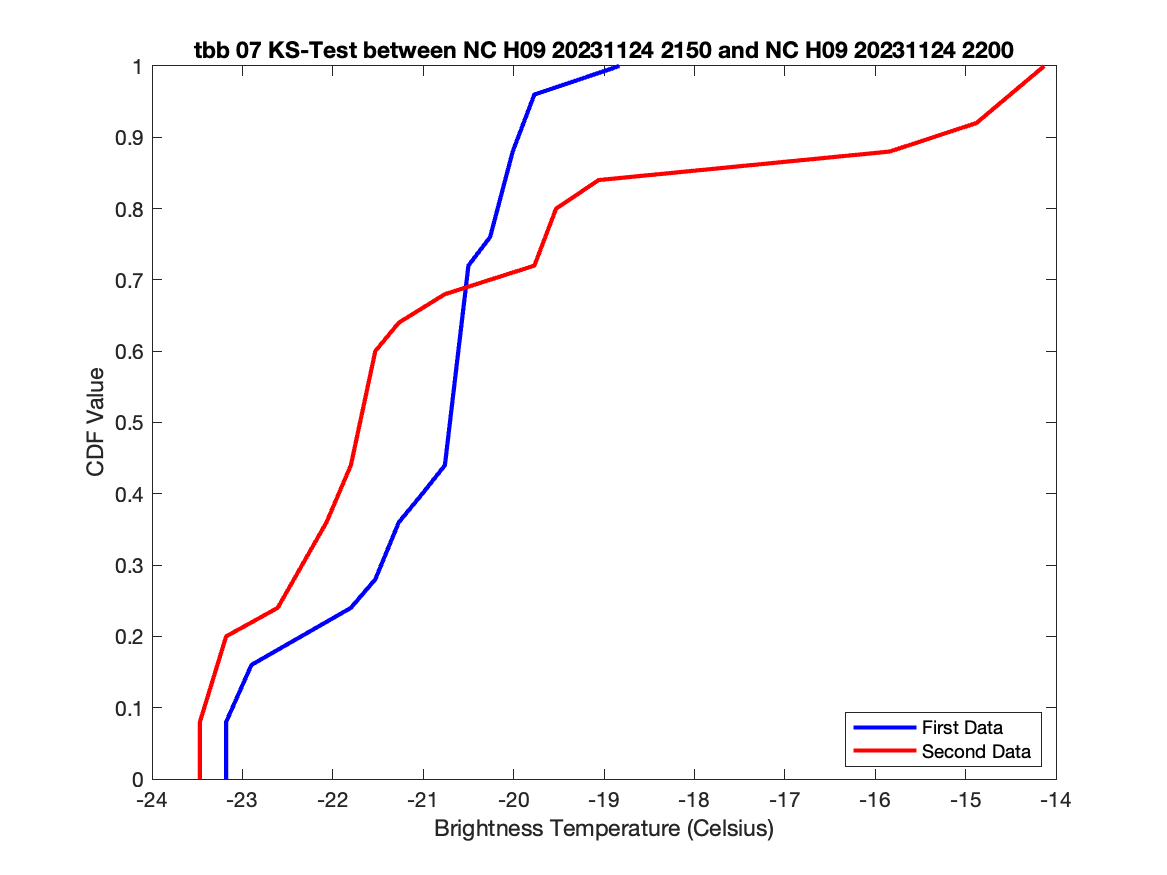 tbb 07 KS-Test between NC H09 20231124 2150 and NC H09 20231124 2200
1
0.9
0.8
0.7
0.6
0.5
0.4
0.3
0.2
0.1
0
CDF Value
First Data
Second Data
-24 -23 -22 -21 -20 -19 -18 -17 -16 -15 -14
Brightness Temperature (Celsius)